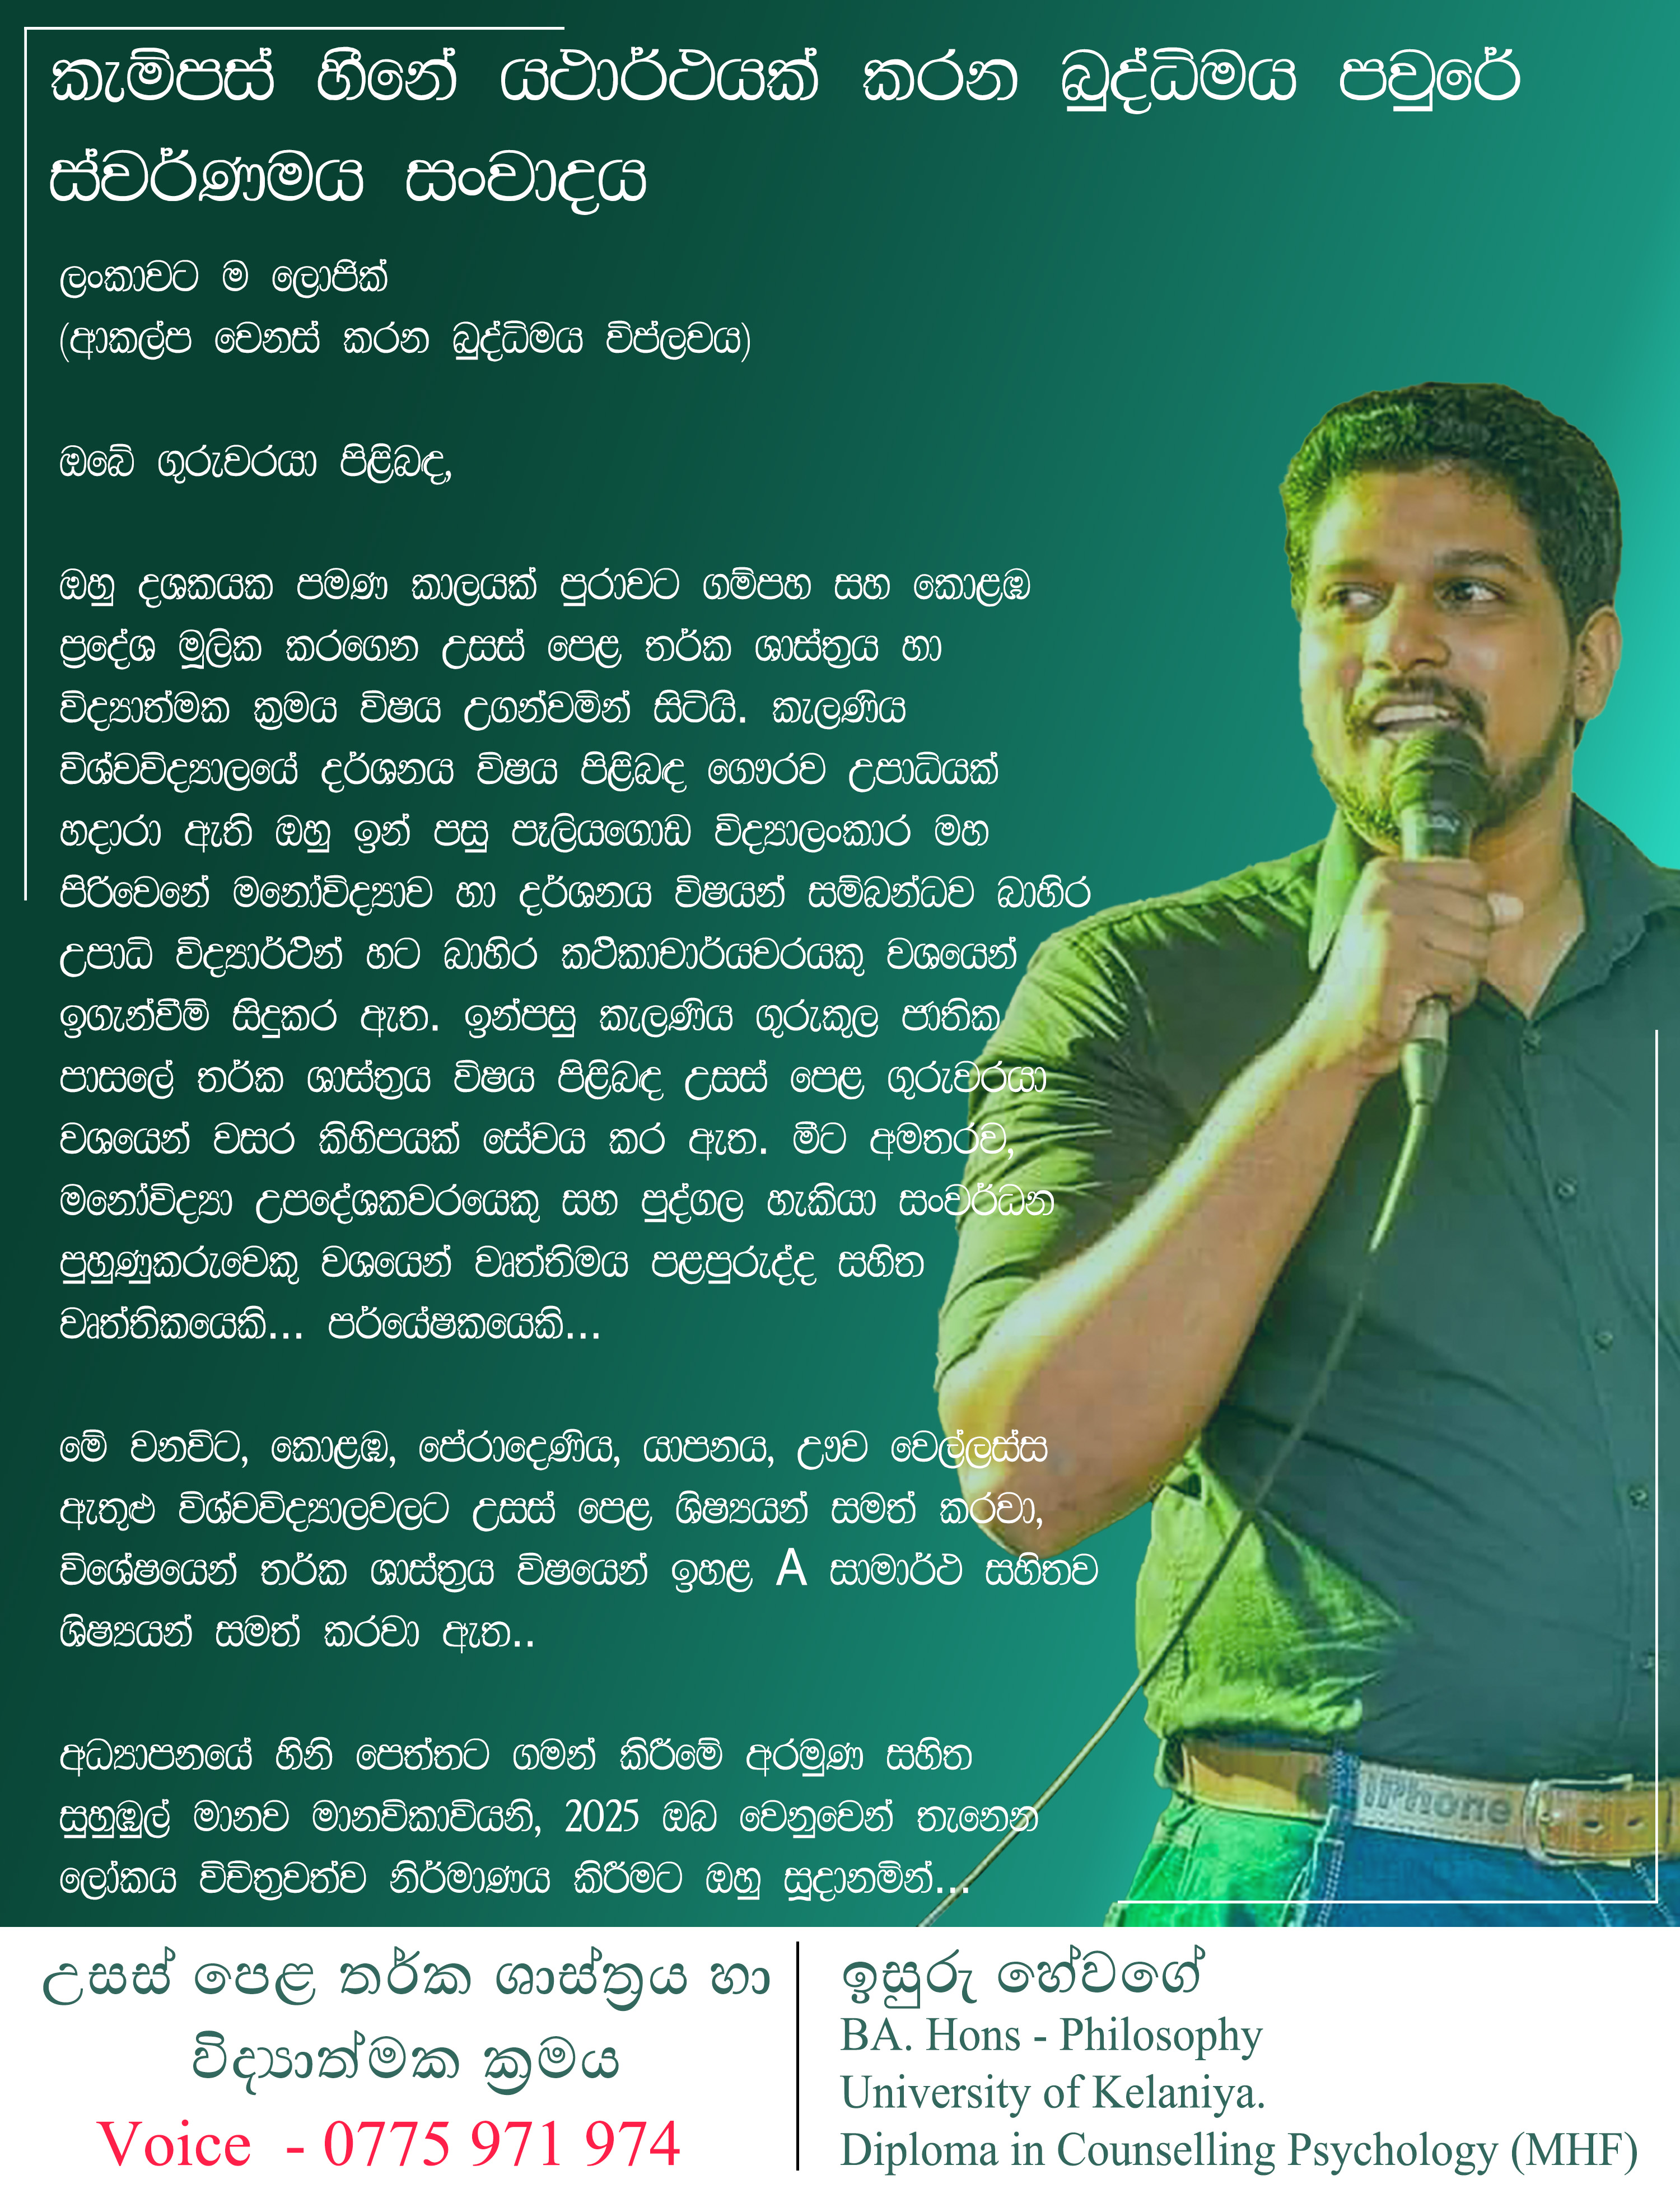 කැම්පස් හීනේ යථාර්ථයක් කරන බුද්ධිමය පවුරේ
ස්වර්ණමය සංවාදය
ලංකාවට ම ලොජික්
(ආකල්ප වෙනස් කරන බුද්ධිමය විප්ලවය)
ඔබේ ගුරුවරයා පිළිබඳ,
ඔහු දශකයක පමණ කාලයක් පුරාවට ගම්පහ සහ කොළඹ
ප්‍රදේශ මූලික කරගෙන උසස් පෙළ තර්ක ශාස්ත්‍රය හා
විද්‍යාත්මක ක්‍රමය විෂය උගන්වමින් සිටියි. කැලණිය
විශ්වවිද්‍යාලයේ දර්ශනය විෂය පිළිබඳ ගෞරව උපාධියක්
හදාරා ඇති ඔහු ඉන් පසු පෑලියගොඩ විද්‍යාලංකාර මහ
පිරිවෙනේ මනෝවිද්‍යාව හා දර්ශනය විෂයන් සම්බන්ධව බාහිර
උපාධි විද්‍යාර්ථින් හට බාහිර කථිකාචාර්යවරයකු වශයෙන්
ඉගැන්වීම් සිදුකර ඇත. ඉන්පසු කැලණිය ගුරුකුල ජාතික
පාසලේ තර්ක ශාස්ත්‍රය විෂය පිළිබඳ උසස් පෙළ ගුරුවරයා
වශයෙන් වසර කිහිපයක් සේවය කර ඇත. මීට අමතරව,
මනෝවිද්‍යා උපදේශකවරයෙකු සහ පුද්ගල හැකියා සංවර්ධන
පුහුණුකරුවෙකු වශයෙන් වෘත්තිමය පළපුරුද්ද සහිත
වෘත්තිකයෙකි... පර්යේෂකයෙකි...
මේ වනවිට, කොළඹ, පේරාදෙණිය, යාපනය, ඌව වෙල්ලස්ස
ඇතුළු විශ්වවිද්‍යාලවලට උසස් පෙළ ශිෂ්‍යයන් සමත් කරවා,
විශේෂයෙන් තර්ක ශාස්ත්‍රය විෂයෙන් ඉහළ A සාමාර්ථ සහිතව
ශිෂ්‍යයන් සමත් කරවා ඇත..
අධ්‍යාපනයේ හිනි පෙත්තට ගමන් කිරීමේ අරමුණ සහිත
සුහුඹුල් මානව මානවිකාවියනි, 2025 ඔබ වෙනුවෙන් තැනෙන
ලෝකය විචිත්‍රවත්ව නිර්මාණය කිරීමට ඔහු සූදානමින්...
උසස් පෙළ තර්ක ශාස්ත්‍රය හා
විද්‍යාත්මක ක්‍රමය
Voice - 0775 971 974
ඉසුරු හේවගේ
BA. Hons - Philosophy
University of Kelaniya.
Diploma in Counselling Psychology (MHF)
iPhone